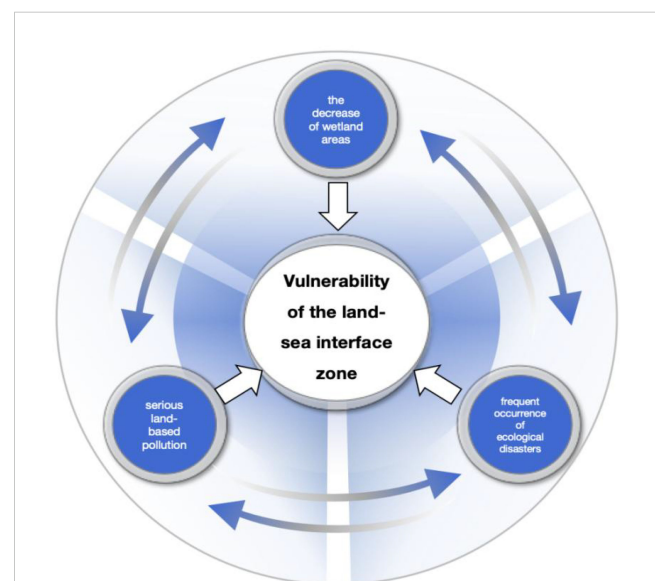 the
decrease
of wetland
areas
Vulnerability
of the land-
sea interface
zone
serious
land-
based
pollution
frequent
occurrence
of
ecological
disasters